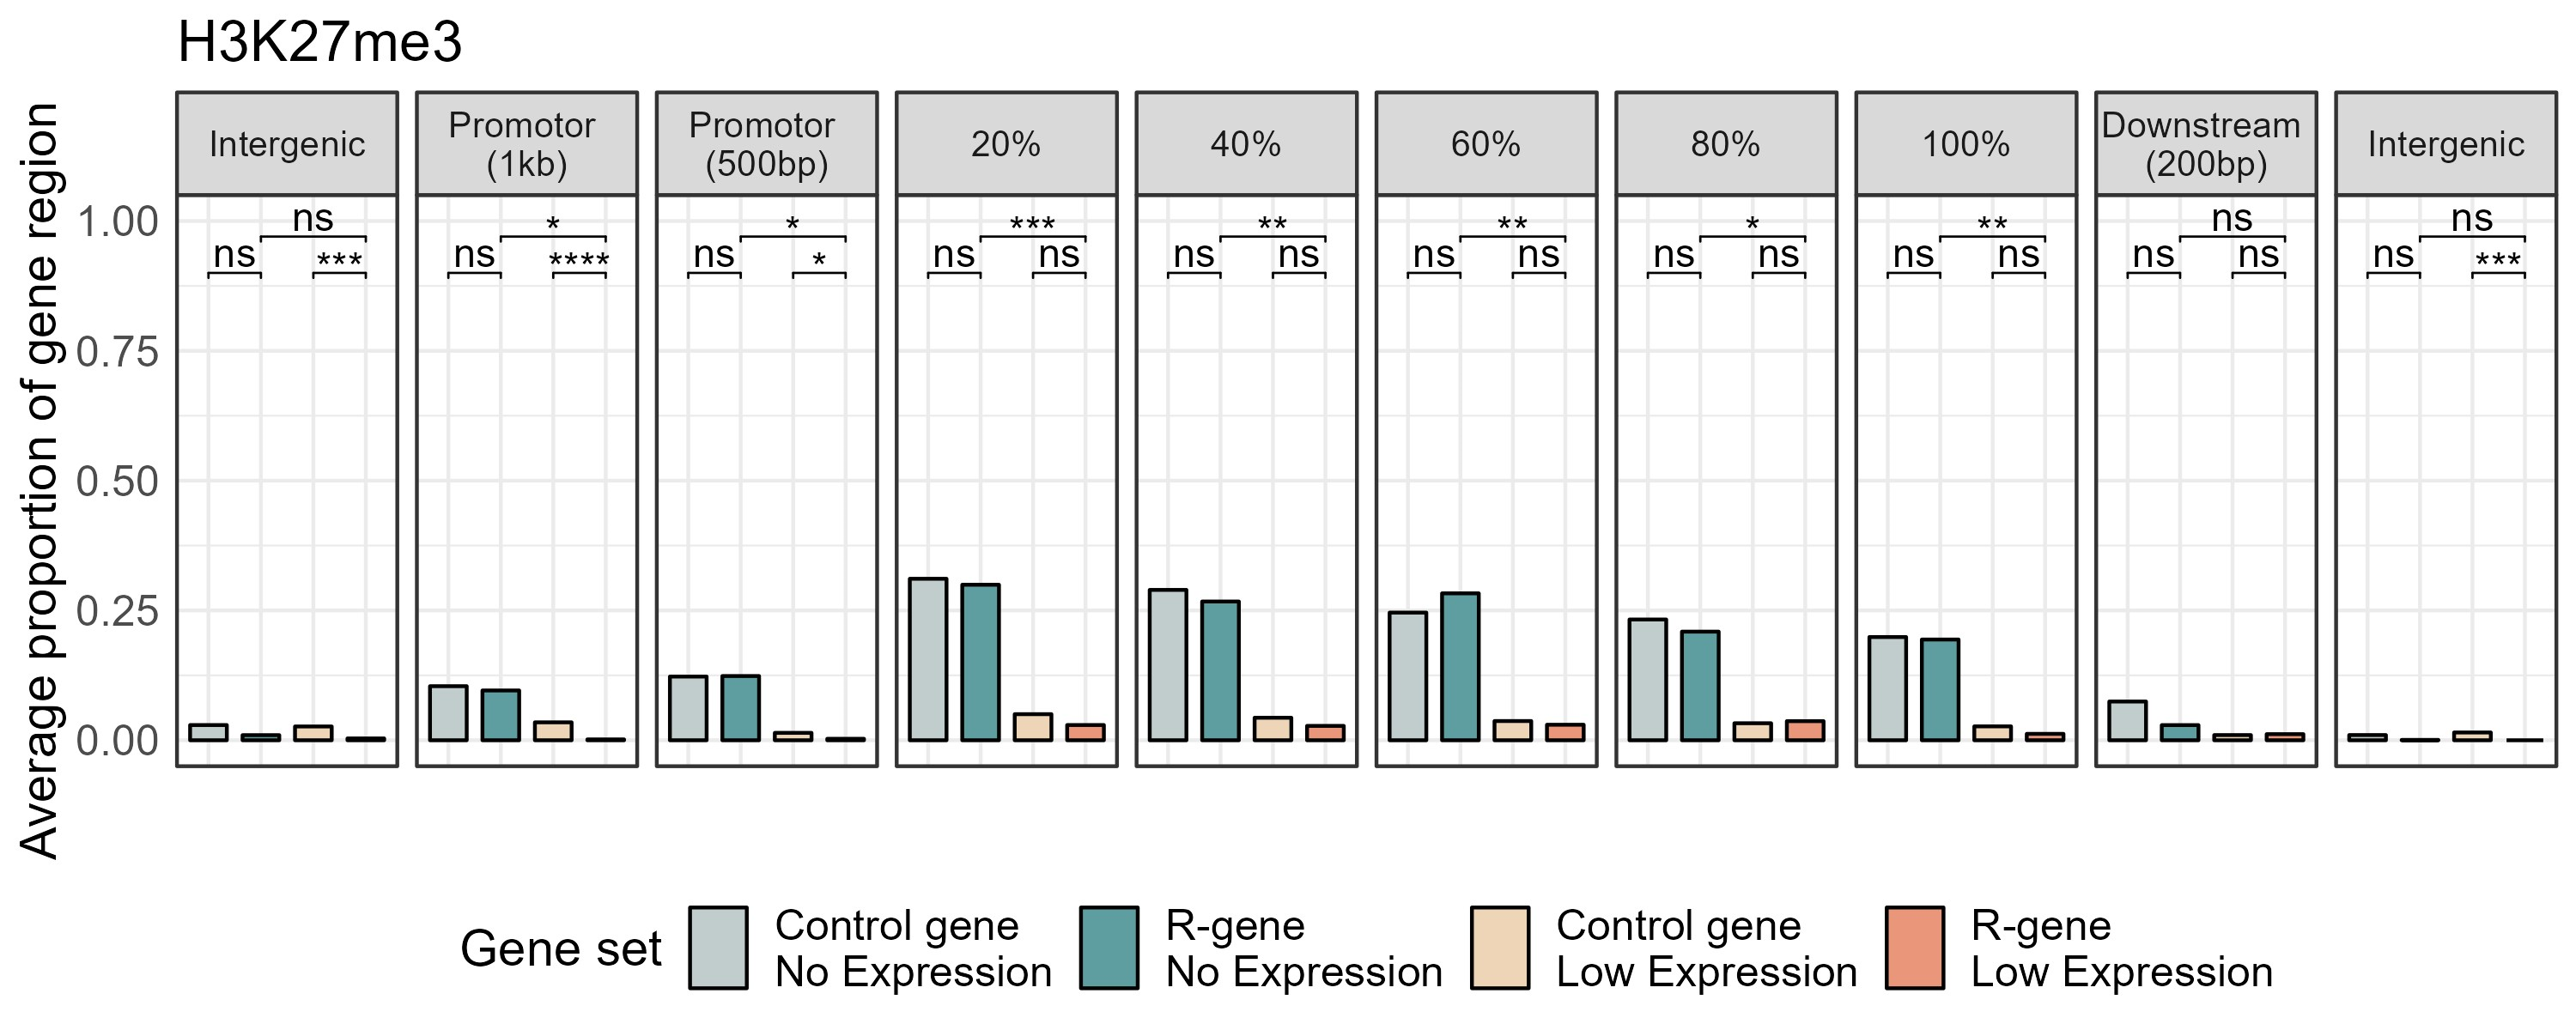 H3K27me3
Average proportion of gene region
Intergenic
Promotor
(1kb)
Promotor
(500bp)
20%
40%
60%
80%
100%
Downstream
(200bp)
Intergenic
1.00
0.75
0.50
0.25
0.00
ns
ns ***
*
ns ****
*
ns *
***
ns ns
**
ns ns
**
ns ns
*
ns ns
**
ns ns
ns
ns ns
ns
ns ***
Gene set
Control gene
No Expression
R-gene
No Expression
Control gene
Low Expression
R-gene
Low Expression